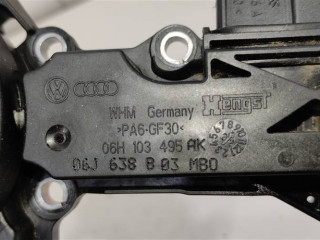 WHM Germany Hengst
>PA6-GF30<
06H 103 495 AK
06J 638 B 03 MBO